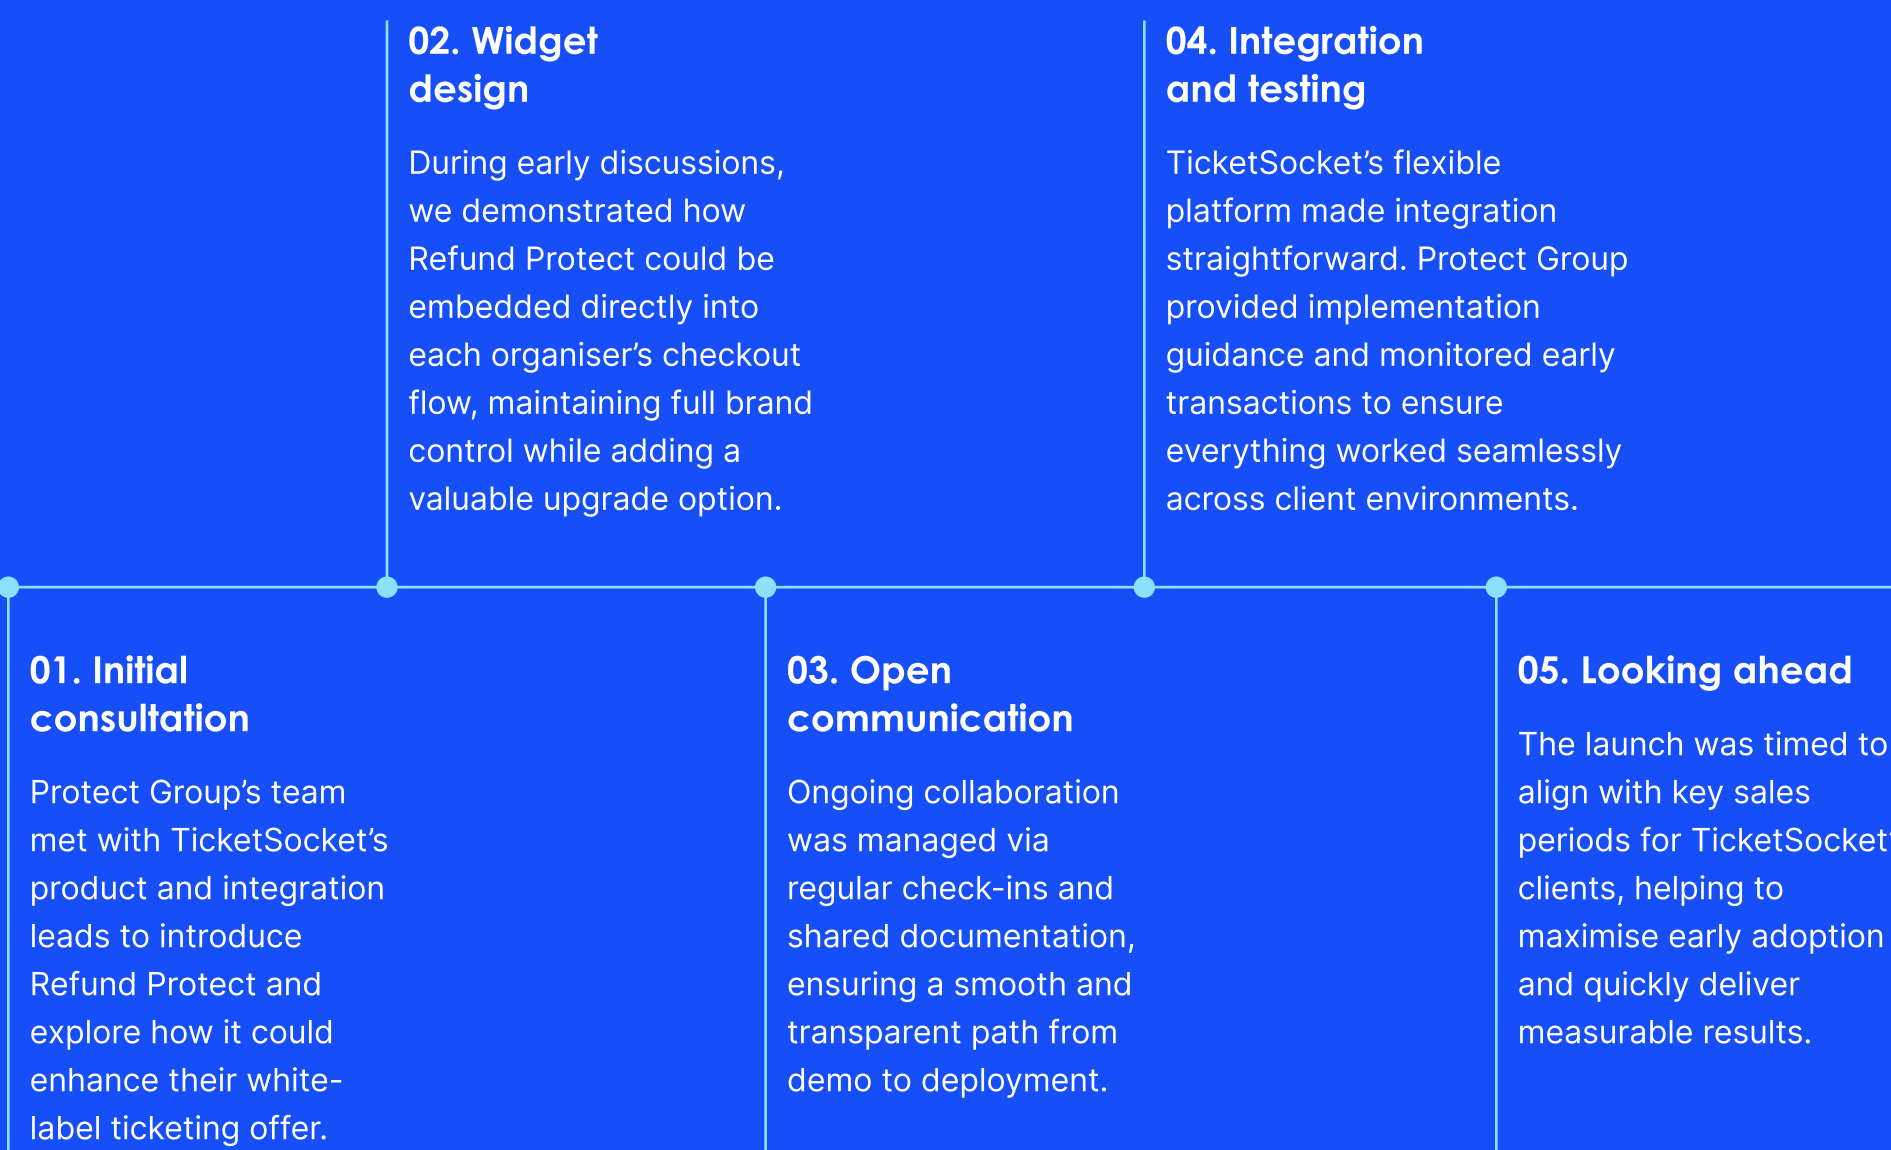 02. Widget
design
During early discussions,
we demonstrated how
Refund Protect could be
embedded directly into
each organiser’s checkout
flow, maintaining full brand
control while adding a
valuable upgrade option.
04. Integration
and testing
TicketSocket’s flexible
platform made integration
straightforward. Protect Group
provided implementation
guidance and monitored early
transactions to ensure
everything worked seamlessly
across client environments.
01. Initial
consultation
Protect Group’s team
met with TicketSocket’s
product and integration
leads to introduce
Refund Protect and
explore how it could
enhance their white-
label ticketing offer.
03. Open
communication
Ongoing collaboration
was managed via
regular check-ins and
shared documentation,
ensuring a smooth and
transparent path from
demo to deployment.
05. Looking ahead
The launch was timed to
align with key sales
periods for TicketSocket’
clients, helping to
maximise early adoption
and quickly deliver
measurable results.